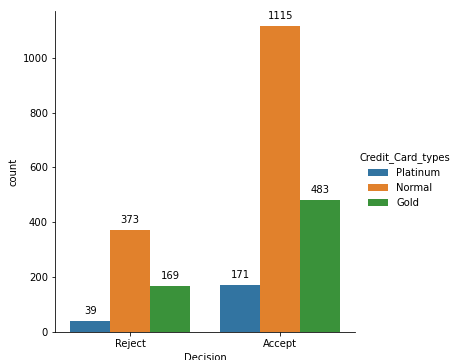 1115
1000
800
600
400
200
0
count
483
373
169
171
39
Credit_Card_types
Platinum
Normal
Gold
Reject
Accept
Decision